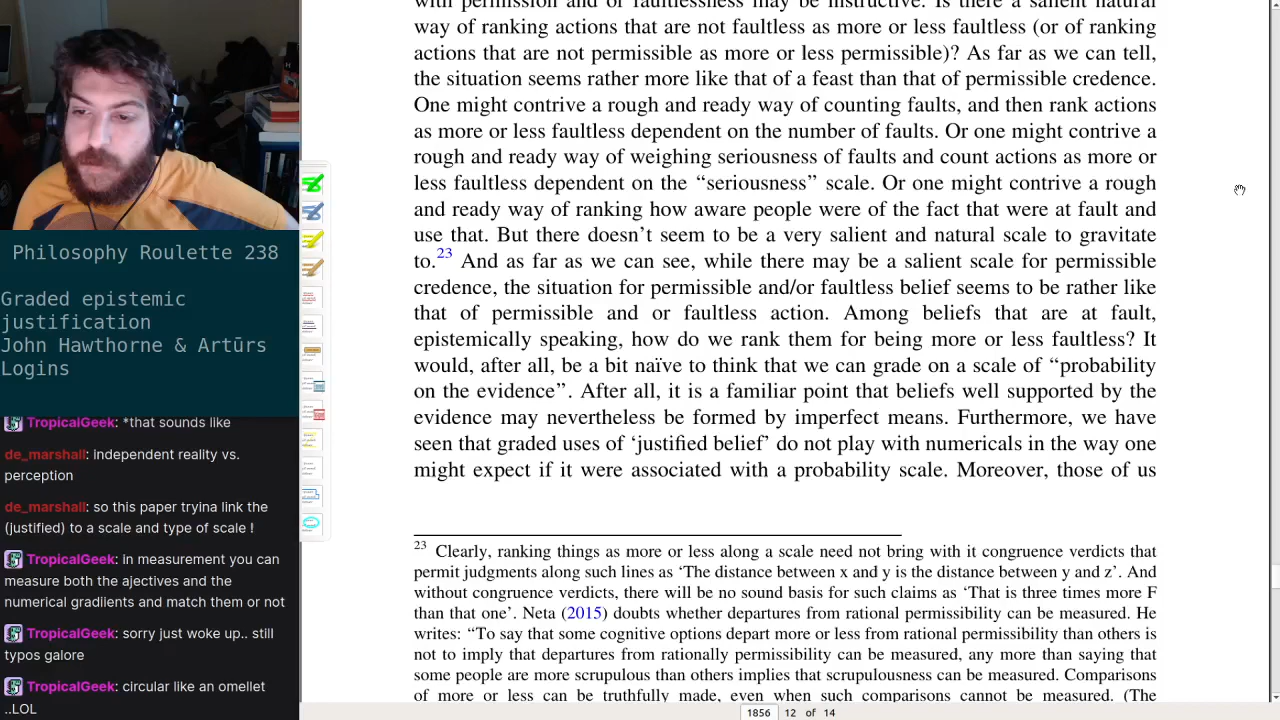 with permission and or faultlessness may be instructive. Is there a salient natural
way of ranking actions that are not faultless as more or less faultless (or of ranking
actions that are not permissible as more or less permissible)? As far as we can tell,
the situation seems rather more like that of a feast than that of permissible credence.
One might contrive a rough and ready way of counting faults, and then rank actions
as more or less faultless dependent on the number of faults. Or one might contrive a
rough and ready way of weighing seriousness of faults and count actions as more or
less faultless dependent on the “seriousness” scale. Or one might contrive a rough
and ready way of ranking how aware people were of the fact that were at fault and
use that. But there doesn’t seem to be a very salient and natural scale to gravitate
to.23 And as far as we can see, while there may be a salient scale for permissible
credence, the situation for permissible and/or faultless belief seems to be rather like
that of permissible and or faultless action. Among beliefs that are at fault,
epistemically speaking, how do we rank them as being more or less faultless? It
would after all be a bit odd to think that we can grade on a scale of “probability
on the evidence” after all it is a familiar point that beliefs well supported by the
evidence may nevertheless be formed by imperfect means. Furthermore, we have
seen that graded uses of ‘justified’ simply do not play with numerals in the way one
might expect if they were associated with a probability scale. Moreover, those of us
23 Clearly, ranking things as more or less along a scale need not bring with it congruence verdicts that
permit judgments along such lines as ‘The distance between x and y is the distance between y and z’. And
without congruence verdicts, there will be no sound basis for such claims as ‘That is three times more F
than that one’. Neta (2015) doubts whether departures from rational permissibility can be measured. He
writes: “To say that some cognitive actions depart more or less from rational permissibility than others is
not to imply that departures from rationally permissibility can be measured, any more than saying that
some people are more scrupulous than others implies that scrupulousness can be measured. Comparisons
of more or less can be truthfully made, even when such comparisons cannot be measured. (The
1856 12 of 14
Philosophy Roulette 238
Graded epistemic
justification
John Hawthorne & Artūrs
Logins
TropicalGeek: *that sounds like
de_marshall: independent reality vs.
perception
de_marshall: so this paper tryina link the
(justified) to a scale and type of scale !
TropicalGeek: in measurement you can
measure both the ajectives and the
numerical gradiients and match them or not
TropicalGeek: sorry just woke up.. still
typos galore
TropicalGeek: circular like an omellet
..LOL